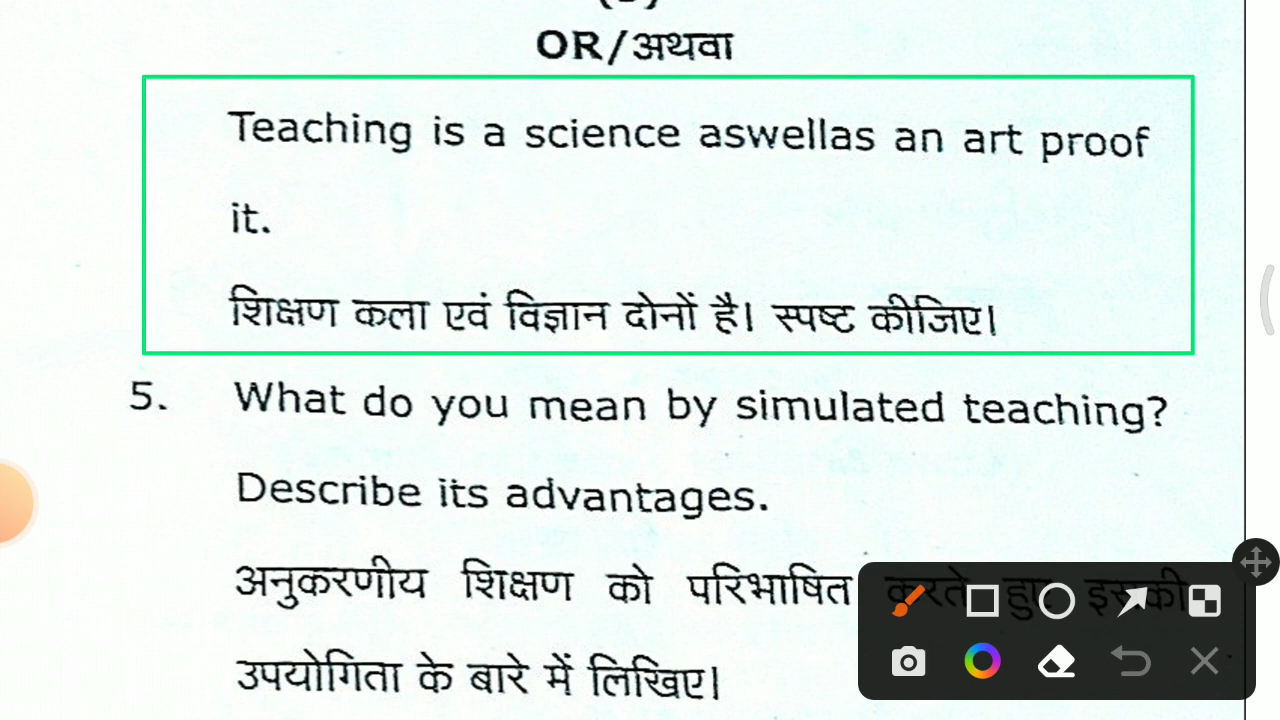 OR/अथवा
Teaching is a science aswellas an art proof
it.
शिक्षण कला एवं विज्ञान दोनों है। स्पष्ट कीजिए।
5. What do you mean by simulated teaching?
Describe its advantages.
अनुकरणीय शिक्षण को परिभाषित करते हुए इसकी
उपयोगिता के बारे में लिखिए।